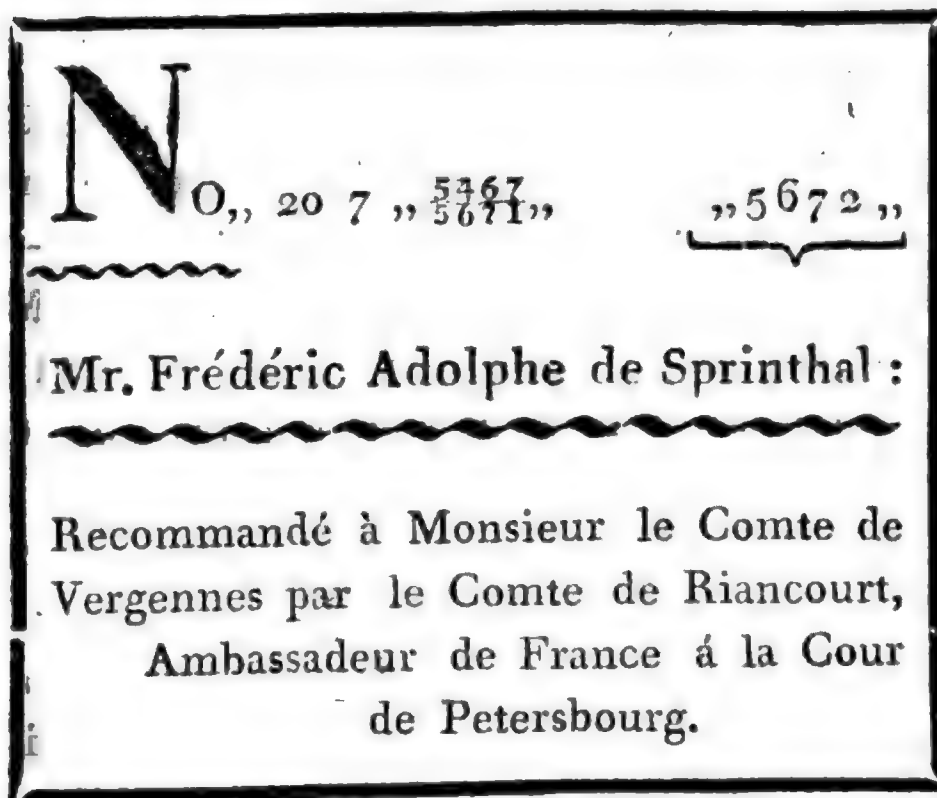 NO,, 20 7 ,, 5367 ,, „5672 „
5671
Mr. Frédéric Adolphe de Sprinthal :
Recommandé à Monsieur le Comte de
Vergennes par le Comte de Riancourt,
Ambassadeur de France á la Cour
de Petersbourg.